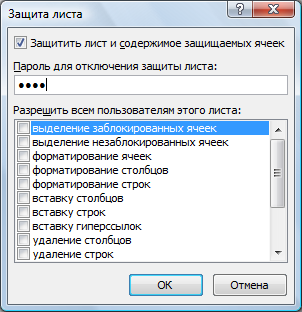 Защита листа
Защитить лист и содержимое защищаемых ячеек
Пароль для отключения защиты листа:
●●●●
Разрешить всем пользователям этого листа:
выделение заблокированных ячеек
выделение незаблокированных ячеек
форматирование ячеек
форматирование столбцов
форматирование строк
вставку столбцов
вставку строк
вставку гиперссылок
удаление столбцов
удаление строк
ОК
Отмена